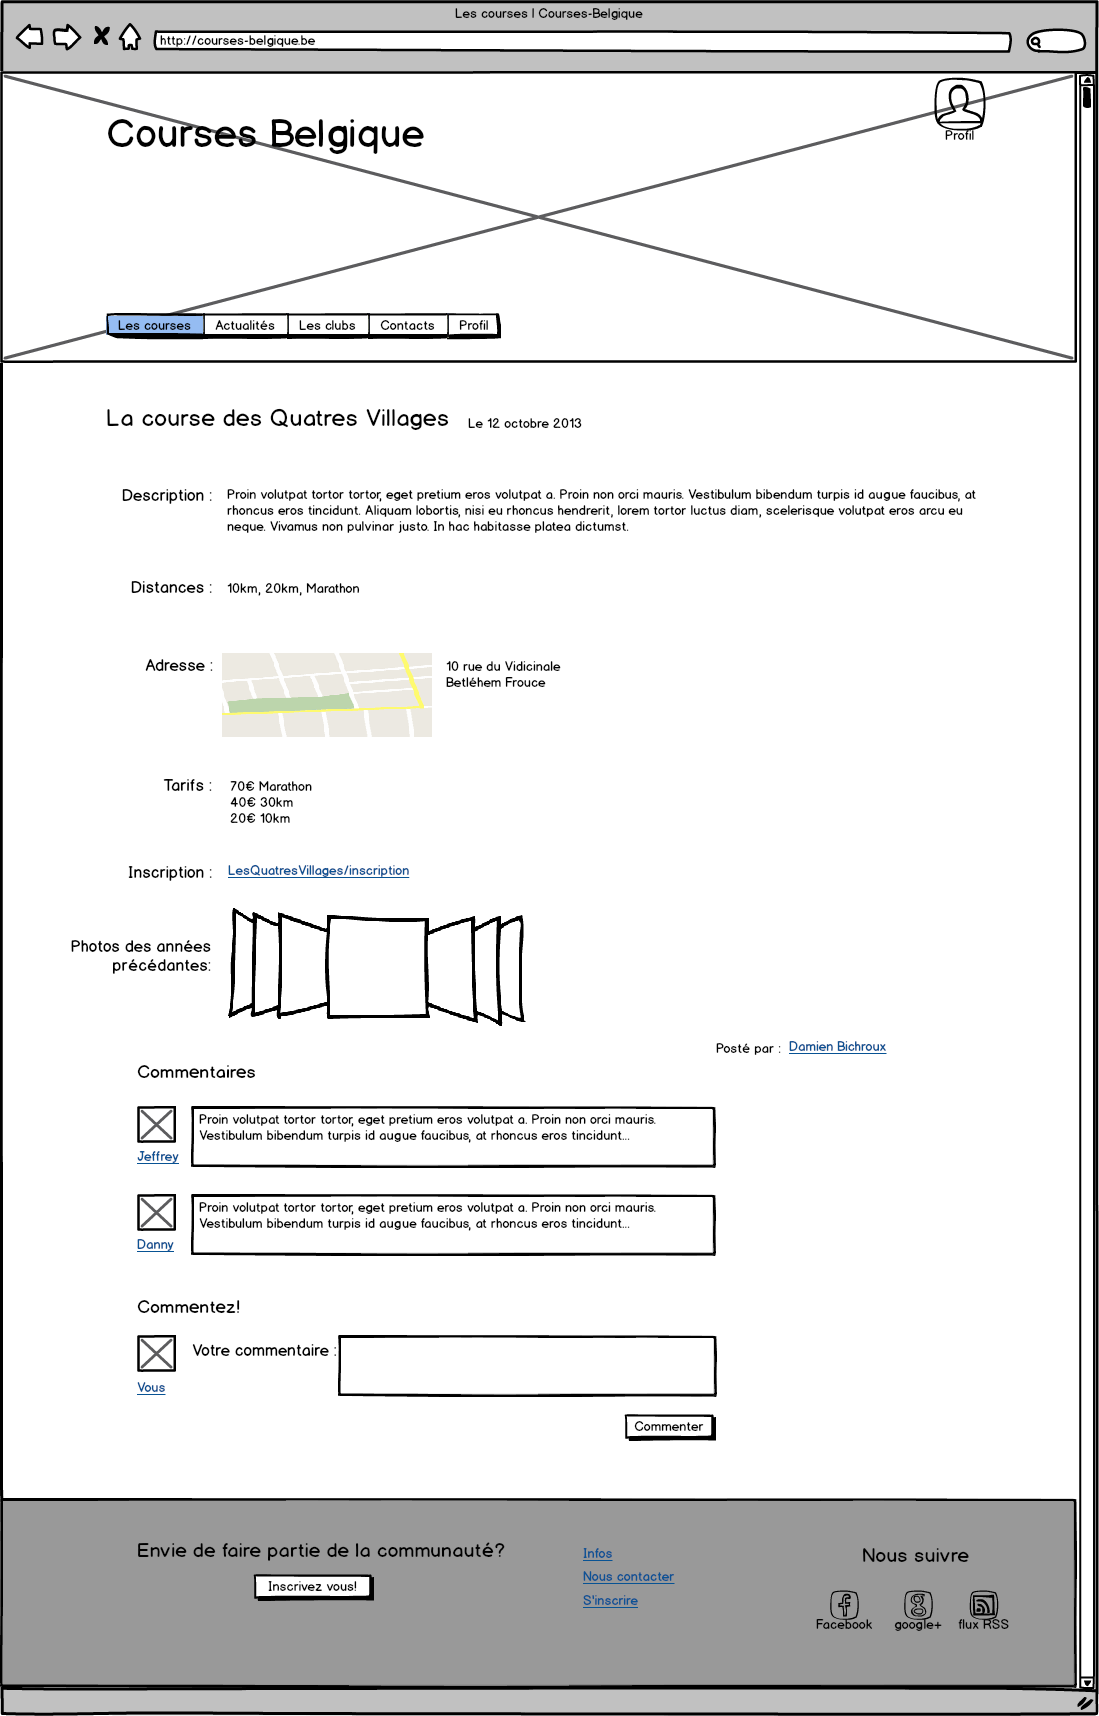 Les courses | Courses-Belgique
http://courses-belgique.be
Profil
Courses Belgique
Les courses
Actualités
Les clubs
Contacts
Profil
La course des Quatres Villages
Le 12 octobre 2013
Description :
Proin volutpat tortor tortor, eget pretium eros volutpat a. Proin non orci mauris. Vestibulum bibendum turpis id augue faucibus, at
rhoncus eros tincidunt. Aliquam lobortis, nisi eu rhoncus hendrerit, lorem tortor luctus diam, scelerisque volutpat eros arcu eu
neque. Vivamus non pulvinar justo. In hac habitasse platea dictumst.
Distances :
10km, 20km, Marathon
Adresse :
10 rue du Vidicinale
Betléhem Frouce
Tarifs :
70€ Marathon
40€ 30km
20€ 10km
Inscription :
LesQuatresVillages/inscription
Photos des années
précédantes:
Posté par :
Damien Bichroux
Commentaires
Proin volutpat tortor tortor, eget pretium eros volutpat a. Proin non orci mauris.
Vestibulum bibendum turpis id augue faucibus, at rhoncus eros tincidunt...
Jeffrey
Proin volutpat tortor tortor, eget pretium eros volutpat a. Proin non orci mauris.
Vestibulum bibendum turpis id augue faucibus, at rhoncus eros tincidunt...
Danny
Commentez!
Votre commentaire :
Vous
Commenter
Envie de faire partie de la communauté?
Inscrivez vous!
Infos
Nous contacter
S'inscrire
Nous suivre
Facebook
google+
flux RSS